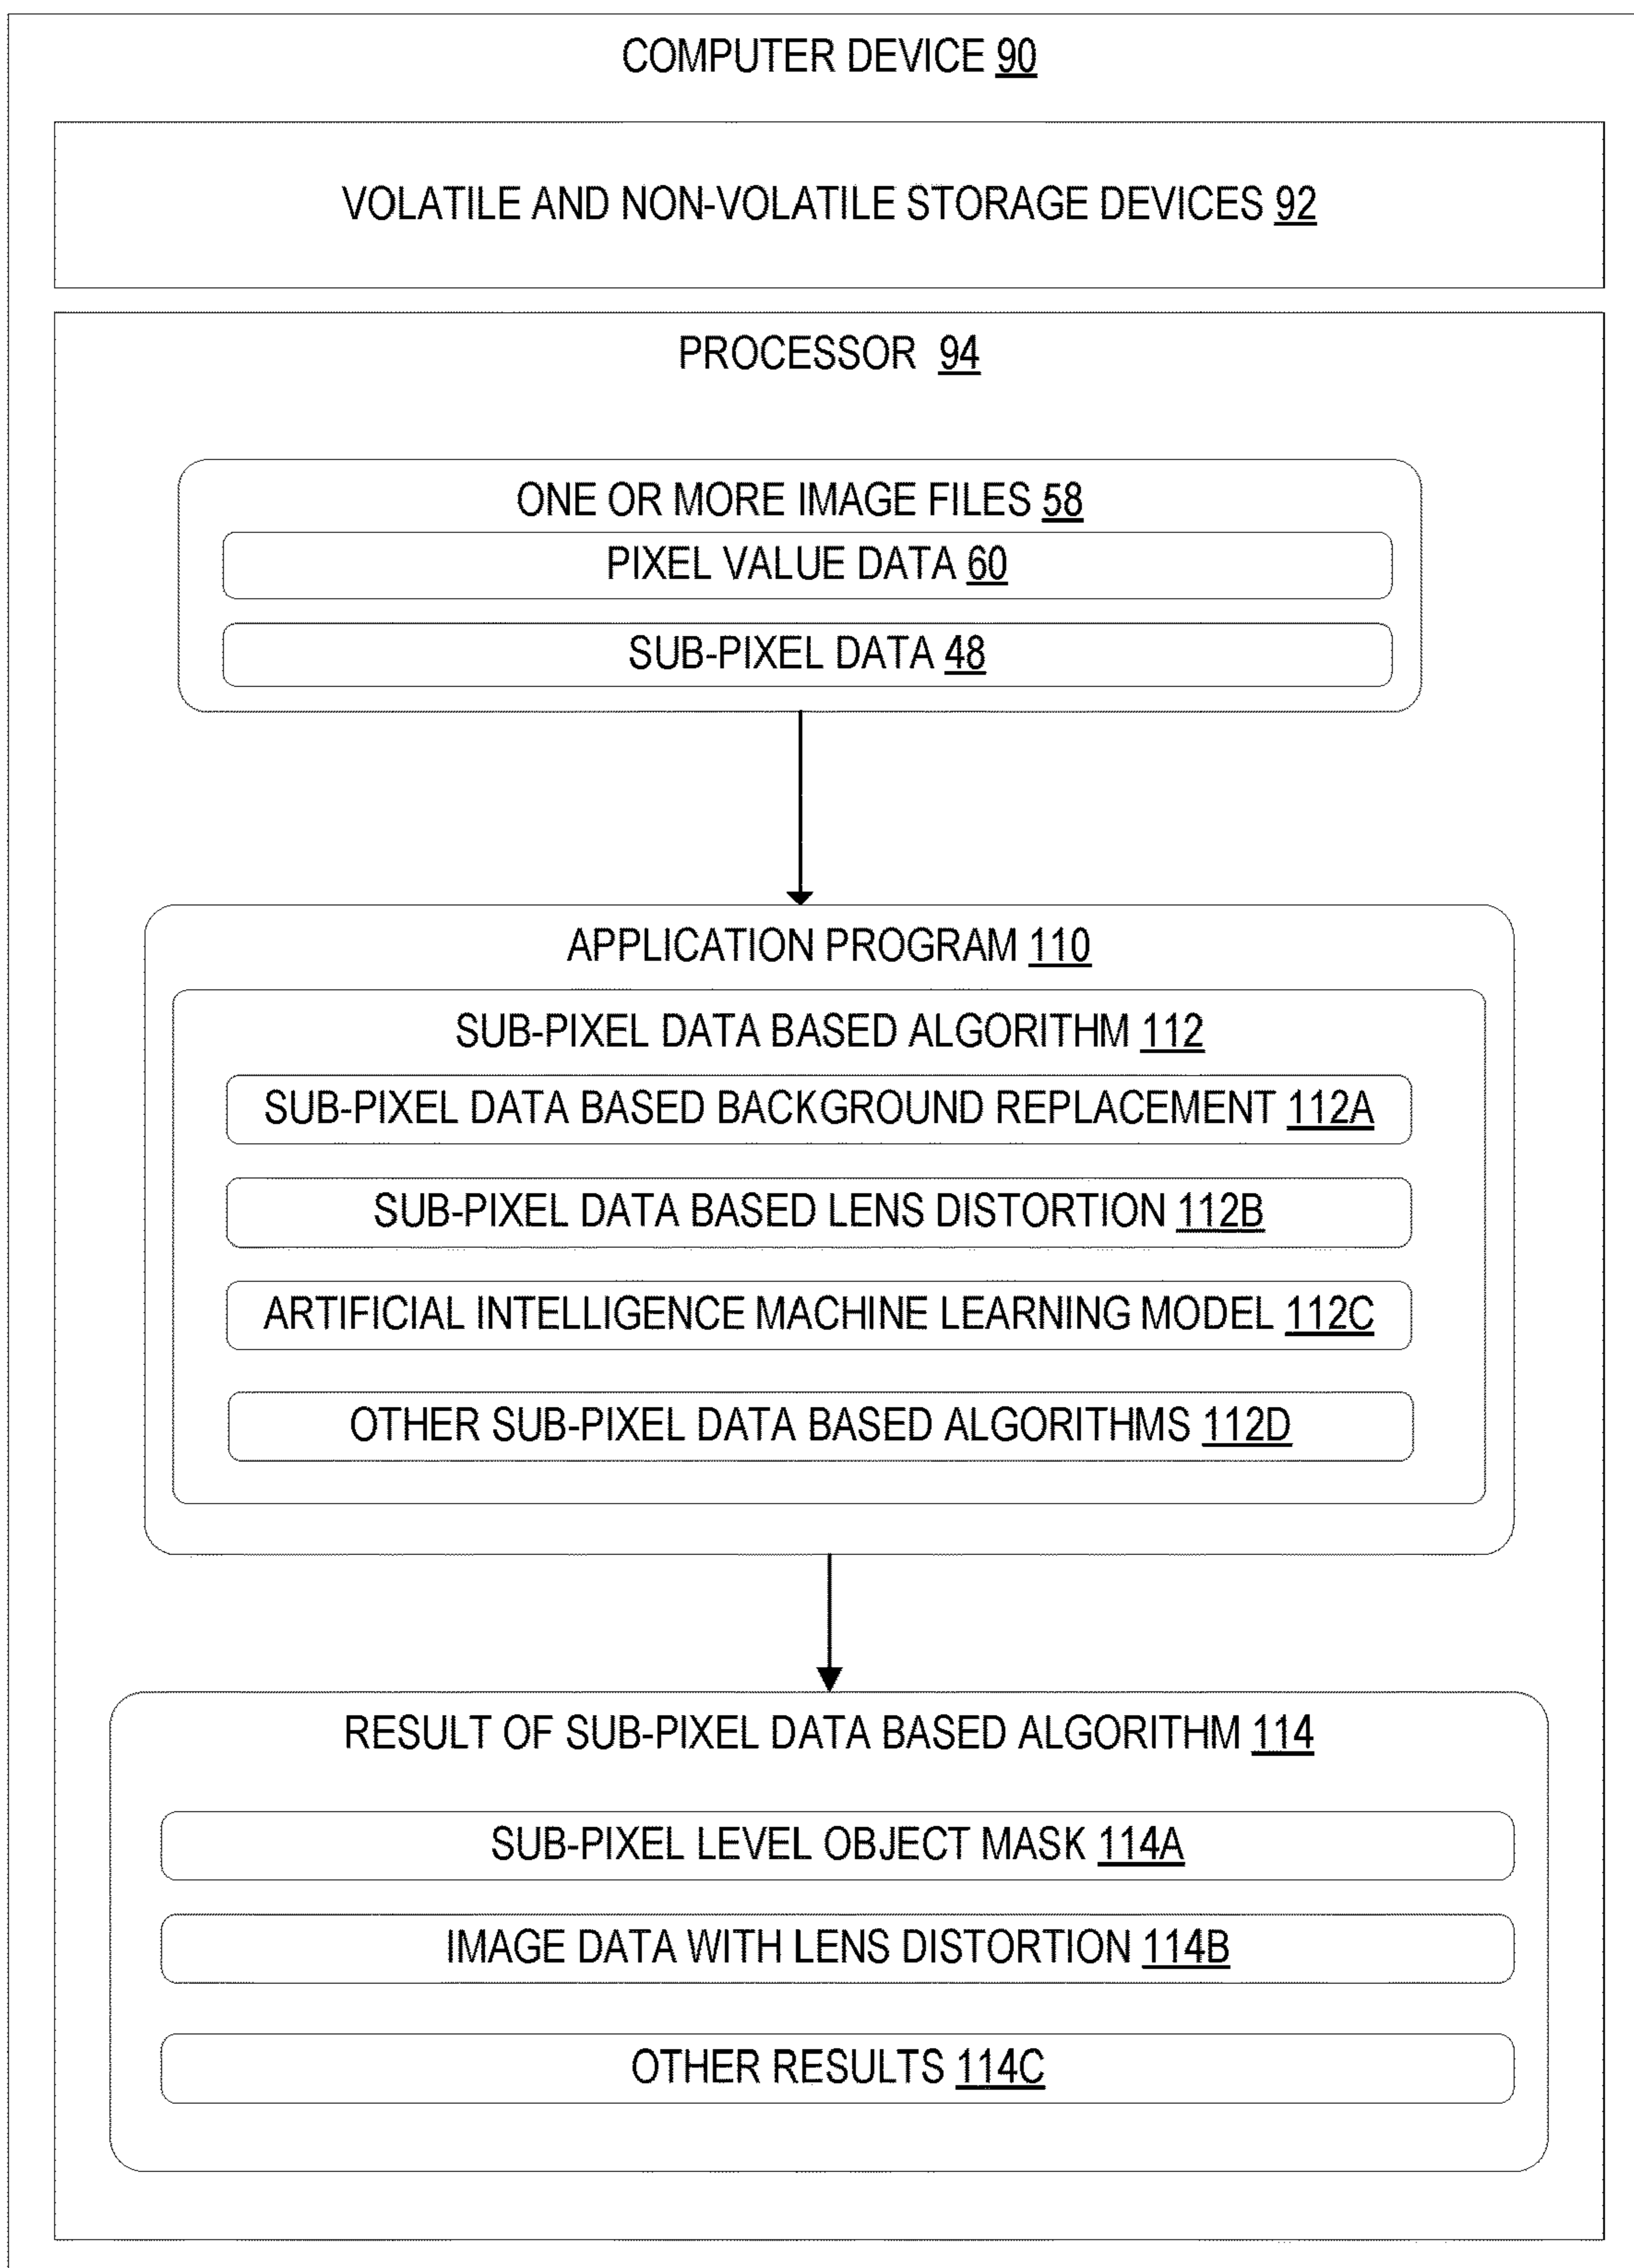 COMPUTER DEVICE 90
VOLATILE AND NON-VOLATILE STORAGE DEVICES 92
PROCESSOR 94
ONE OR MORE IMAGE FILES 58
PIXEL VALUE DATA 60
SUB-PIXEL DATA 48
APPLICATION PROGRAM 110
SUB-PIXEL DATA BASED ALGORITHM 112
SUB-PIXEL DATA BASED BACKGROUND REPLACEMENT 112A
SUB-PIXEL DATA BASED LENS DISTORTION 112B
ARTIFICIAL INTELLIGENCE MACHINE LEARNING MODEL 112C
OTHER SUB-PIXEL DATA BASED ALGORITHMS 112D
RESULT OF SUB-PIXEL DATA BASED ALGORITHM 114
SUB-PIXEL LEVEL OBJECT MASK 114A
IMAGE DATA WITH LENS DISTORTION 114B
OTHER RESULTS 114C